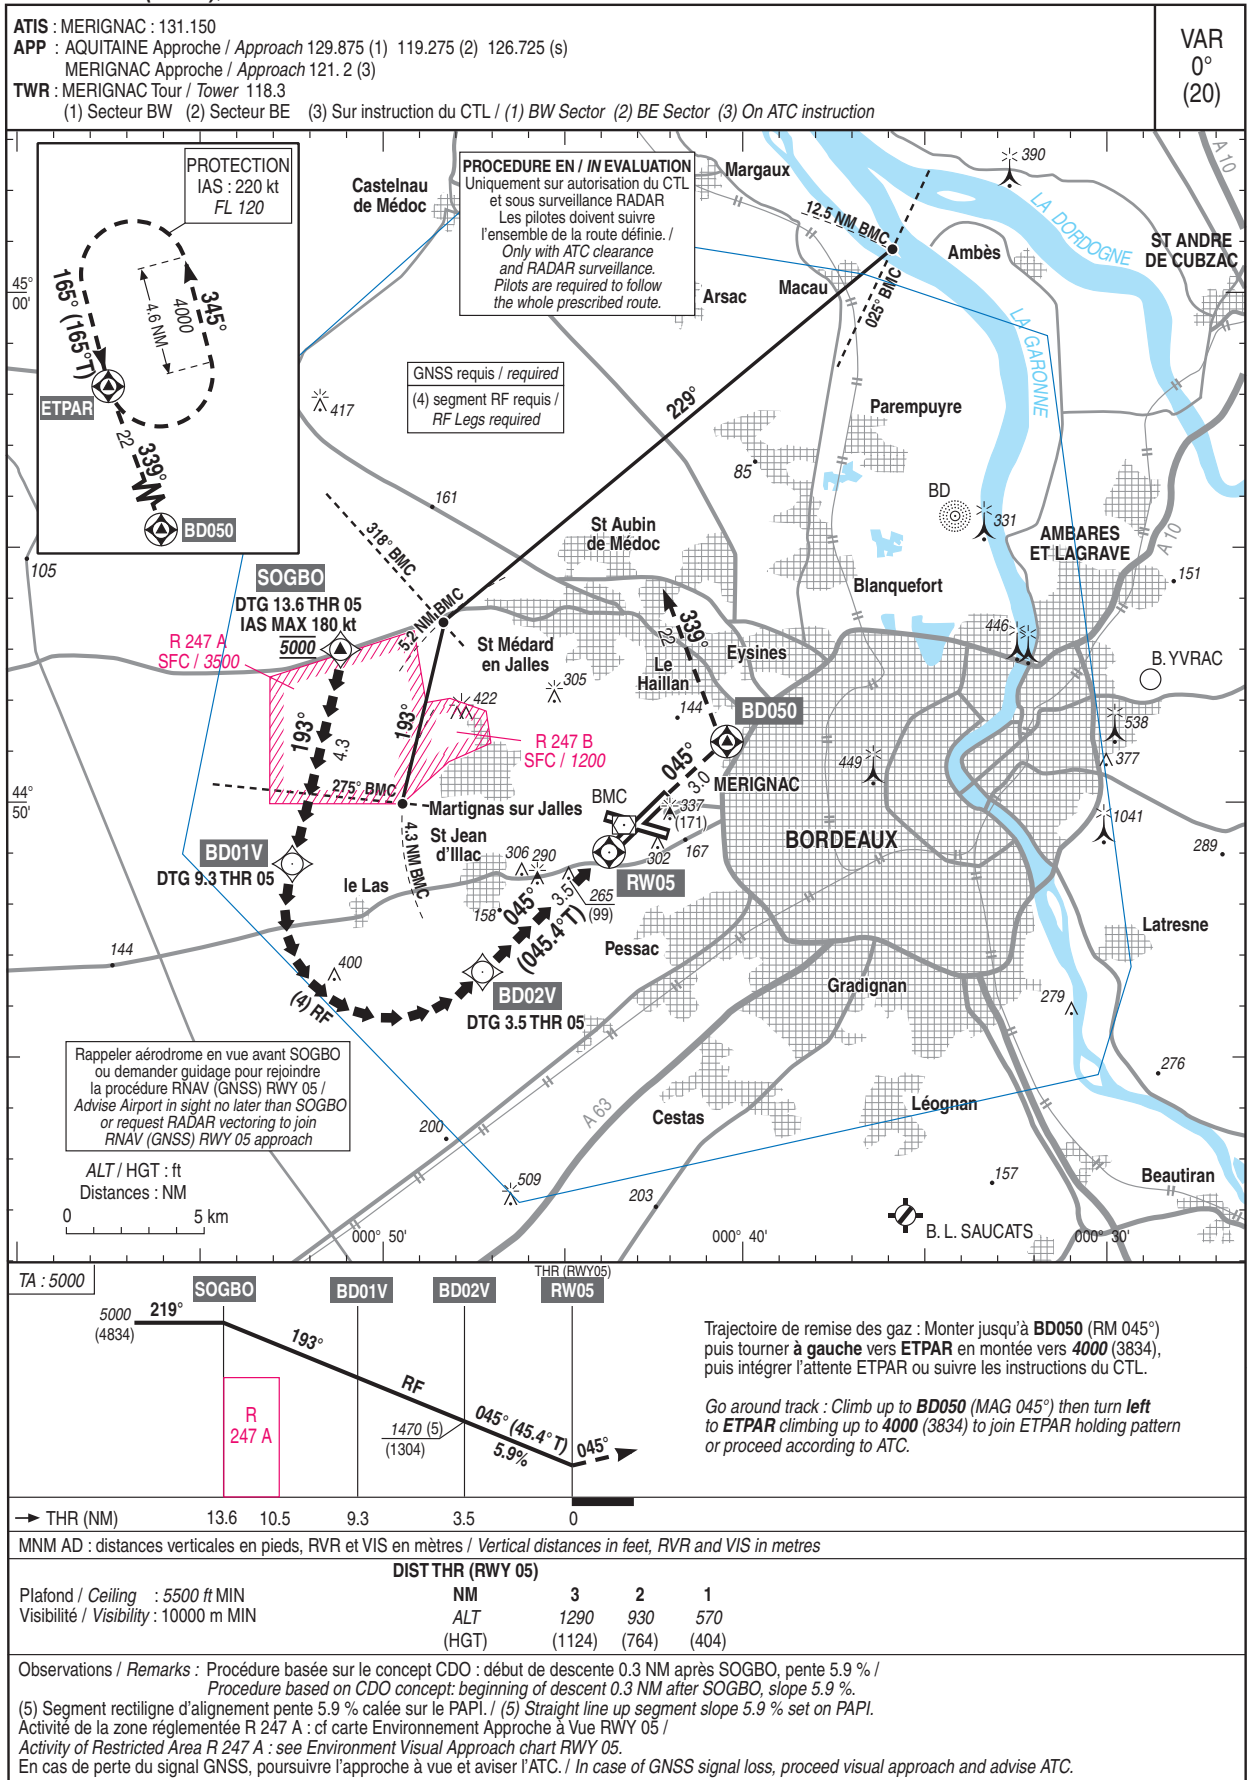 ATIS : MERIGNAC : 131.150
APP : AQUITAINE Approche / Approach 129.875 (1) 119.275 (2) 126.725 (s)
MERIGNAC Approche / Approach 121. 2 (3)
TWR : MERIGNAC Tour / Tower 118.3
(1) Secteur BW (2) Secteur BE (3) Sur instruction du CTL / (1) BW Sector (2) BE Sector (3) On ATC instruction
VAR
0°
(20)
PROTECTION
IAS : 220 kt
FL 120
165° (165°T)
4.6 NM
4000
345°
ETPAR
22
339°
BD050
PROCEDURE EN / IN EVALUATION
Uniquement sur autorisation du CTL
et sous surveillance RADAR
Les pilotes doivent suivre
l'ensemble de la route définie. /
Only with ATC clearance
and RADAR surveillance.
Pilots are required to follow
the whole prescribed route.
GNSS requis / required
(4) segment RF requis /
RF Legs required
Castelnau
de Médoc
Margaux
390
A 10
LA DORDOGNE
ST ANDRE
DE CUBZAC
12.5 NM BMC
Ambès
Macau
Arsac
025° BMC
LA GARONNE
45°
00'
417
229°
Parempuyre
85
BD
331
161
St Aubin
de Médoc
AMBARES
ET LAGRAVE
A 10
151
318° BMC
105
Blanquefort
SOGBO
DTG 13.6 THR 05
IAS MAX 180 kt
5000
5.2 NM BMC
R 247 A
SFC / 3500
St Médard
en Jalles
22
339°
Eysines
Le
Haillan
446
B. YVRAC
305
422
144
BD050
538
193°
4.3
193°
R 247 B
SFC / 1200
045°
3.0
449
377
275° BMC
MERIGNAC
44°
50'
Martignas sur Jalles
BMC
337
(171)
1041
St Jean
d'Illac
BORDEAUX
4.3 NM BMC
BD01V
DTG 9.3 THR 05
306
290
302
167
289
RW05
le Las
265
(99)
158
045°
3.5
(045.4°T)
Latresne
144
Pessac
400
(4) RF
BD02V
DTG 3.5 THR 05
Gradignan
279
Rappeler aérodrome en vue avant SOGBO
ou demander guidage pour rejoindre
la procédure RNAV (GNSS) RWY 05 /
Advise Airport in sight no later than SOGBO
or request RADAR vectoring to join
RNAV (GNSS) RWY 05 approach
276
A 63
Cestas
Léognan
200
ALT / HGT : ft
Distances : NM
0 5 km
509
203
157
Beautiran
B. L. SAUCATS
000° 50'
000° 40'
000° 30'
TA : 5000
THR (RWY05)
SOGBO BD01V BD02V RW05
5000
(4834)
219°
193°
RF
R
247 A
1470 (5)
(1304)
045° (45.4°T)
5.9%
045°
Trajectoire de remise des gaz : Monter jusqu'à BD050 (RM 045°)
puis tourner à gauche vers ETPAR en montée vers 4000 (3834),
puis intégrer l'attente ETPAR ou suivre les instructions du CTL.
Go around track : Climb up to BD050 (MAG 045°) then turn left
to ETPAR climbing up to 4000 (3834) to join ETPAR holding pattern
or proceed according to ATC.
THR (NM) 13.6 10.5 9.3 3.5 0
MNM AD : distances verticales en pieds, RVR et VIS en mètres / Vertical distances in feet, RVR and VIS in metres
DIST THR (RWY 05)
Plafond / Ceiling : 5500 ft MIN NM 3 2 1
Visibilité / Visibility : 10000 m MIN ALT 1290 930 570
(HGT) (1124) (764) (404)
Observations / Remarks : Procédure basée sur le concept CDO : début de descente 0.3 NM après SOGBO, pente 5.9 % /
Procedure based on CDO concept: beginning of descent 0.3 NM after SOGBO, slope 5.9 %.
(5) Segment rectiligne d'alignement pente 5.9 % calée sur le PAPI. / (5) Straight line up segment slope 5.9 % set on PAPI.
Activité de la zone réglementée R 247 A : cf carte Environnement Approche à Vue RWY 05 /
Activity of Restricted Area R 247 A : see Environment Visual Approach chart RWY 05.
En cas de perte du signal GNSS, poursuivre l'approche à vue et aviser l'ATC. / In case of GNSS signal loss, proceed visual approach and advise ATC.